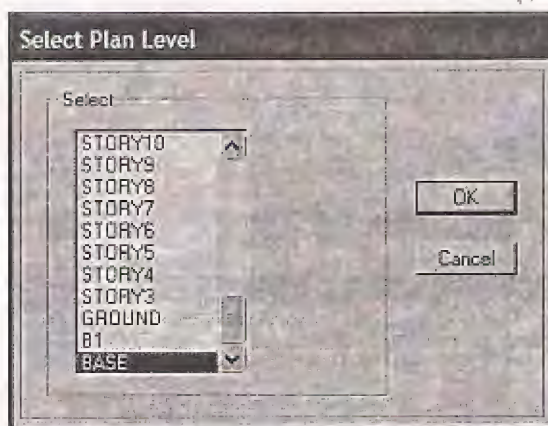 Select Plan Level
Select
STORY10
STORY9
STORY8
STORY7
STORY6
STORY5
STORY4
STORY3
GROUND
B1
BASE
OK
Cancel